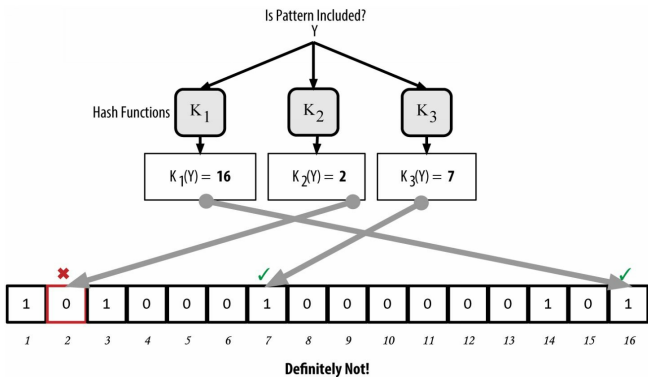 Is Pattern Included?
Y
Hash Functions K1 K2 K3
K1(Y) = 16 K2(Y) = 2 K3(Y) = 7
✖ ✓ ✓
1 0 1 0 0 0 1 0 0 0 0 0 0 1 0 1
1 2 3 4 5 6 7 8 9 10 11 12 13 14 15 16
Definitely Not!